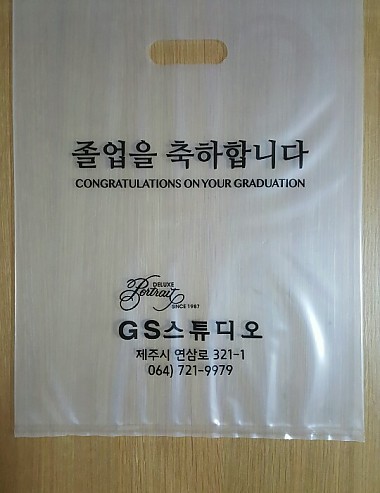 졸업을 축하합니다
CONGRATULATIONS ON YOUR GRADUATION
DELUXE
Portrait
SINCE 1987
GS스튜디오
제주시 연삼로 321-1
064) 721-9979